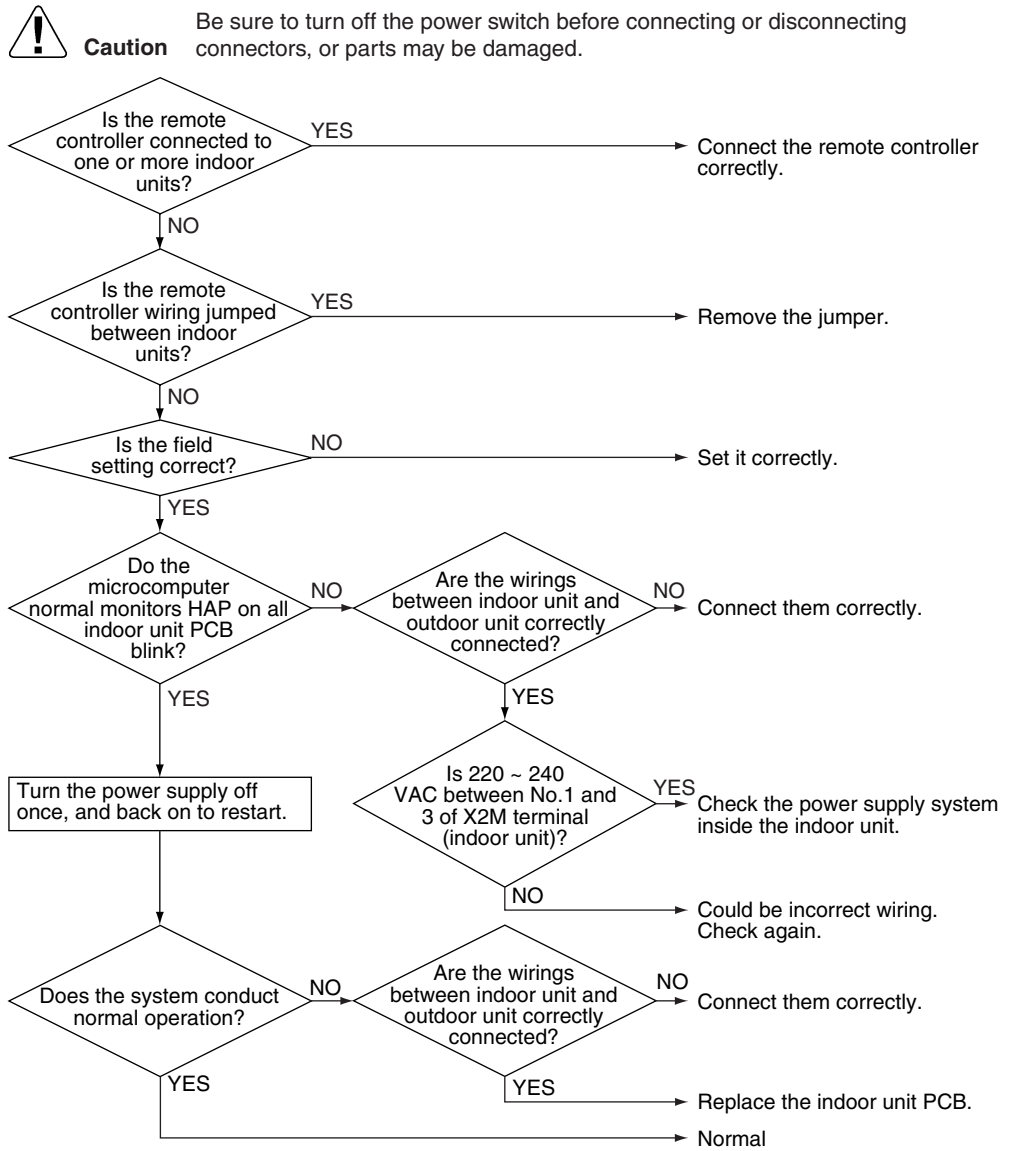 Caution
Be sure to turn off the power switch before connecting or disconnecting
connectors, or parts may be damaged.
Is the remote
controller connected to
one or more indoor
units?
YES
Connect the remote controller
correctly.
NO
Is the remote
controller wiring jumped
between indoor
units?
YES
Remove the jumper.
NO
Is the field
setting correct?
NO
Set it correctly.
YES
Do the
microcomputer
normal monitors HAP on all
indoor unit PCB
blink?
NO
Are the wirings
between indoor unit and
outdoor unit correctly
connected?
NO
Connect them correctly.
YES
YES
Turn the power supply off
once, and back on to restart.
Is 220 ~ 240
VAC between No.1 and
3 of X2M terminal
(indoor unit)?
YES
Check the power supply system
inside the indoor unit.
NO
Could be incorrect wiring.
Check again.
Does the system conduct
normal operation?
NO
Are the wirings
between indoor unit and
outdoor unit correctly
connected?
NO
Connect them correctly.
YES
YES
Replace the indoor unit PCB.
Normal